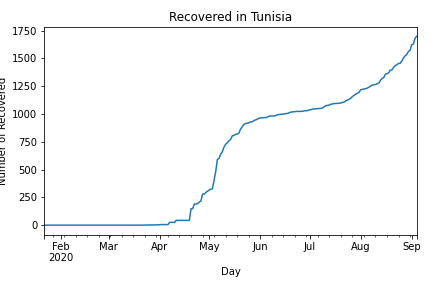 Recovered in Tunisia
Number of Recovered
1750
1500
1250
1000
750
500
250
0
Feb
2020
Mar
Apr
May
Jun
Jul
Aug
Sep
Day